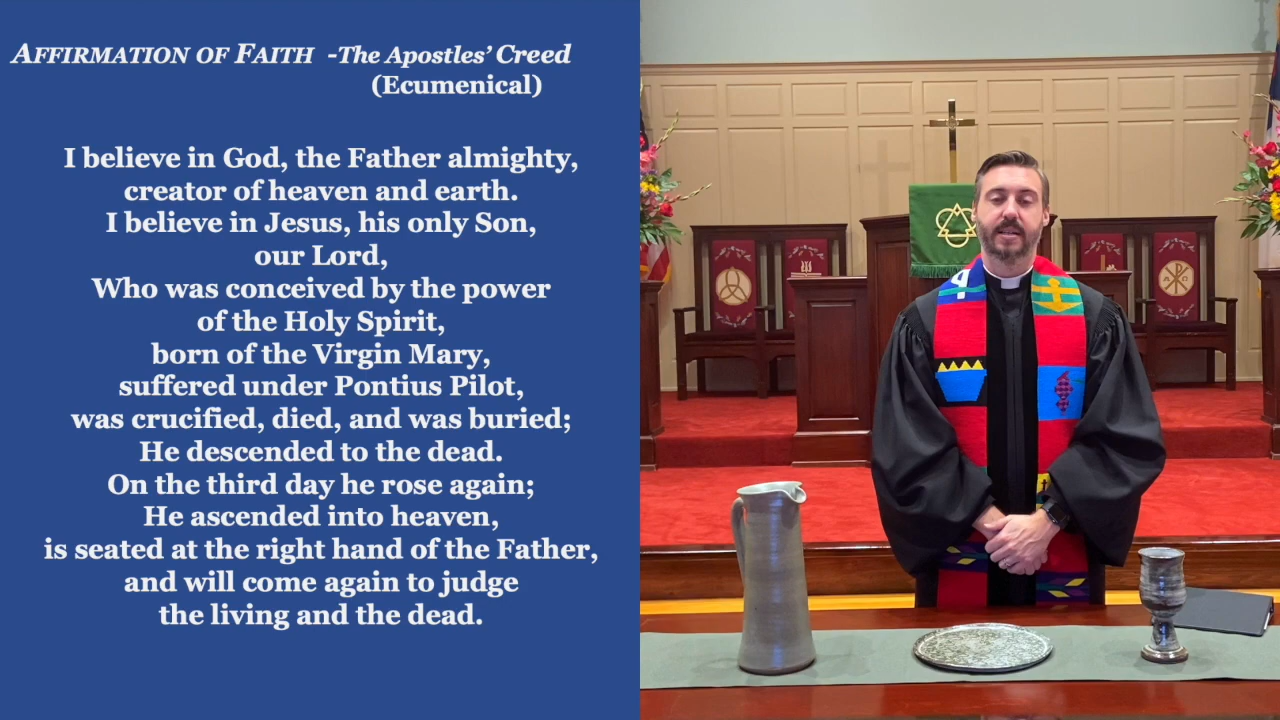 AFFIRMATION OF FAITH -The Apostles' Creed
(Ecumenical)
I believe in God, the Father almighty,
creator of heaven and earth.
I believe in Jesus, his only Son,
our Lord,
Who was conceived by the power
of the Holy Spirit,
born of the Virgin Mary,
suffered under Pontius Pilot,
was crucified, died, and was buried;
He descended to the dead.
On the third day he rose again;
He ascended into heaven,
is seated at the right hand of the Father,
and will come again to judge
the living and the dead.